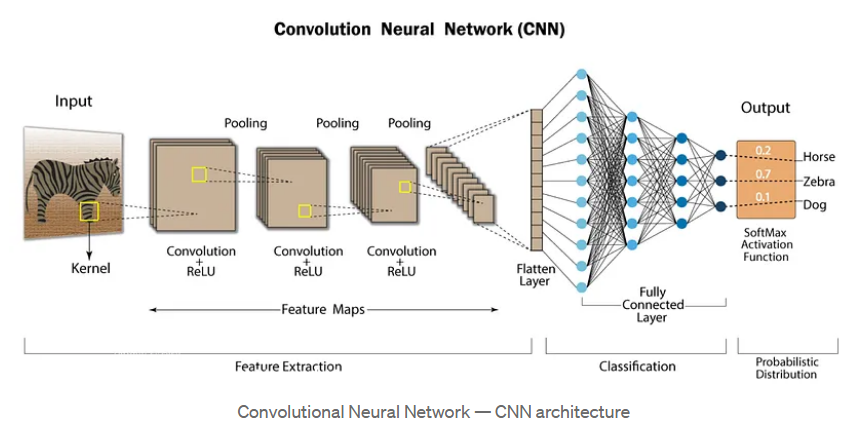 Convolution Neural Network (CNN)
Input
Pooling
Pooling
Pooling
Output
0.2
Horse
0.7
Zebra
0.1
Dog
Kernel
Convolution
+
ReLU
Convolution
+
ReLU
Convolution
+
ReLU
Flatten
Layer
SoftMax
Activation
Function
Feature Maps
Fully
Connected
Layer
Feature Extraction
Classification
Probabilistic
Distribution
Convolutional Neural Network — CNN architecture